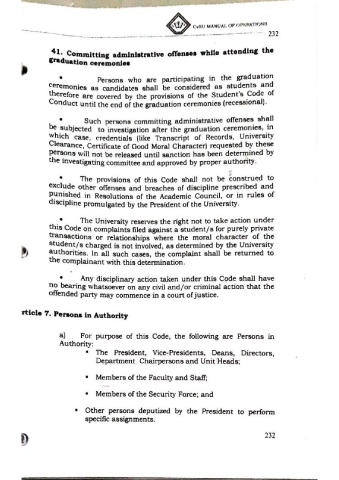 CvSU MANUAL OF OPERATIONS
232
41. Committing administrative offenses while attending the
graduation ceremonies
• Persons who are participating in the graduation
ceremonies as candidates shall be considered as students and
therefore are covered by the provisions of the Student's Code of
Conduct until the end of the graduation ceremonies (recessional).
• Such persons committing administrative offenses shall
be subjected to investigation after the graduation ceremonies, in
which case, credentials (like Transcript of Records, University
Clearance, Certificate of Good Moral Character) requested by these
persons will not be released until sanction has been determined by
the investigating committee and approved by proper authority.
• The provisions of this Code shall not be construed to
exclude other offenses and breaches of discipline prescribed and
punished in Resolutions of the Academic Council, or in rules of
discipline promulgated by the President of the University.
• The University reserves the right not to take action under
this Code on complaints filed against a student/s for purely private
transactions or relationships where the moral character of the
student/s charged is not involved, as determined by the University
authorities. In all such cases, the complaint shall be returned to
the complainant with this determination.
• Any disciplinary action taken under this Code shall have
no bearing whatsoever on any civil and/or criminal action that the
offended party may commence in a court of justice.
rticle 7. Persons in Authority
a) For purpose of this Code, the following are Persons in
Authority:
• The President, Vice-Presidents, Deans, Directors,
Department Chairpersons and Unit Heads;
• Members of the Faculty and Staff;
• Members of the Security Force; and
• Other persons deputized by the President to perform
specific assignments.
232